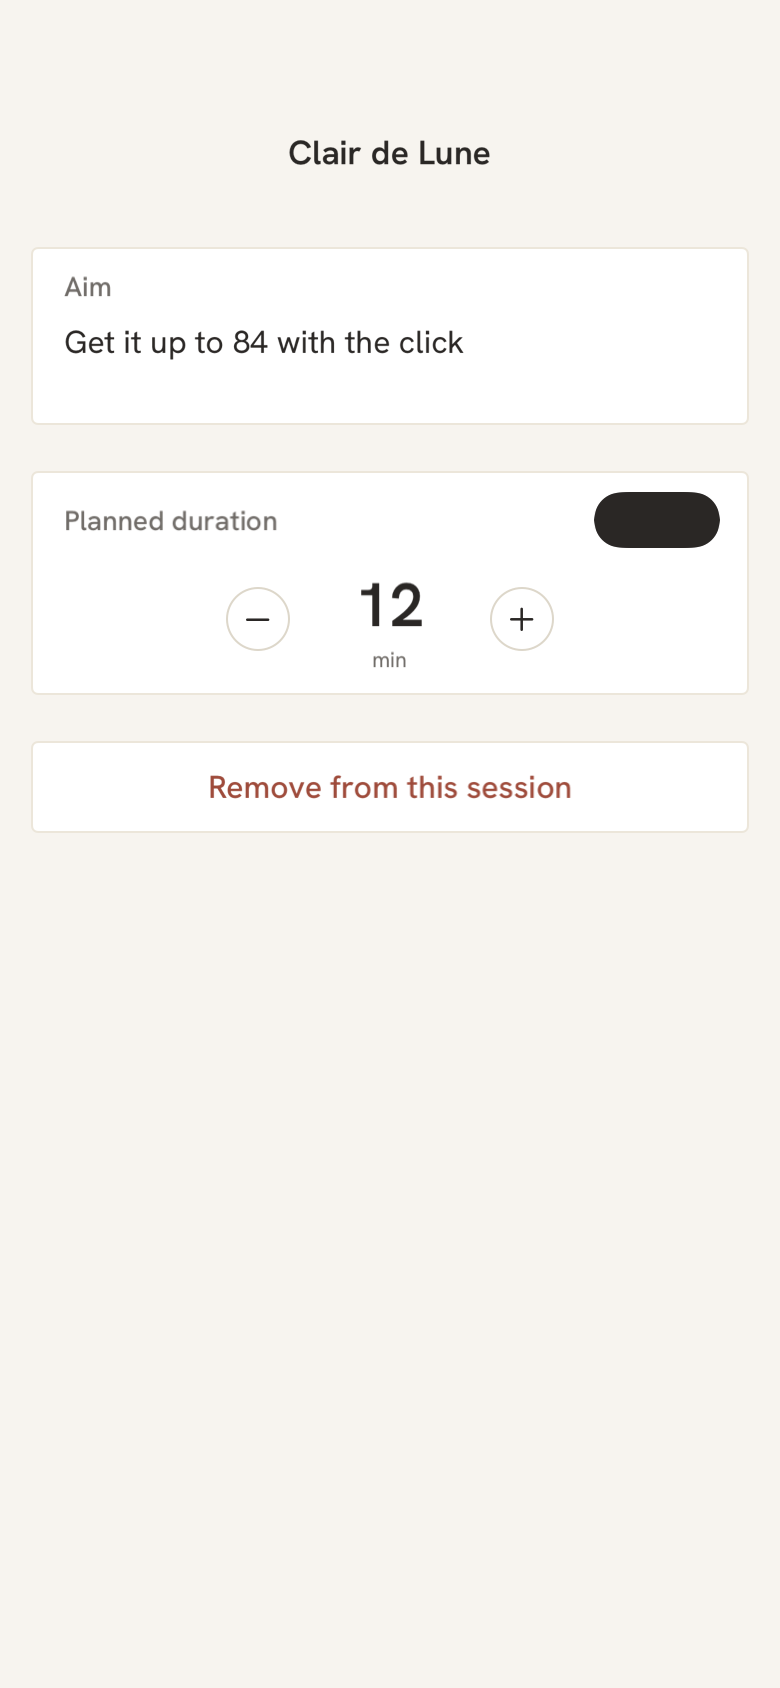 Clair de Lune
Aim
Get it up to 84 with the click
Planned duration
12
min
Remove from this session